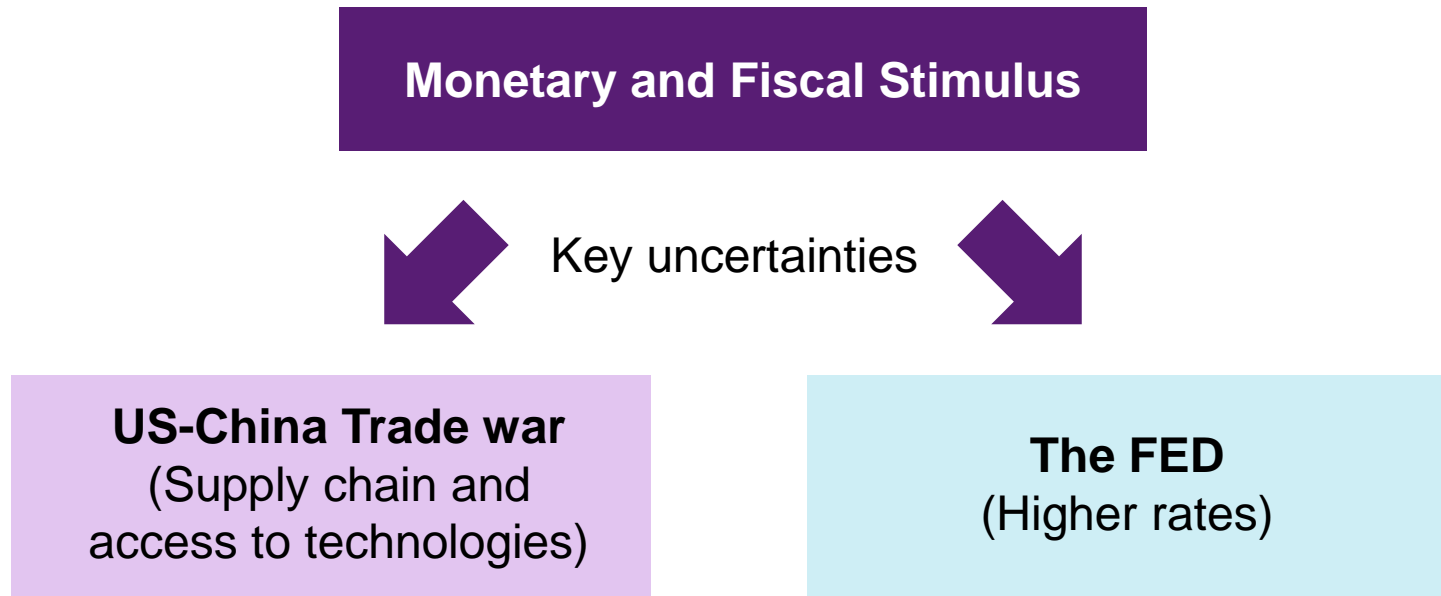 Monetary and Fiscal Stimulus
Key uncertainties
US-China Trade war
(Supply chain and
access to technologies)
The FED
(Higher rates)